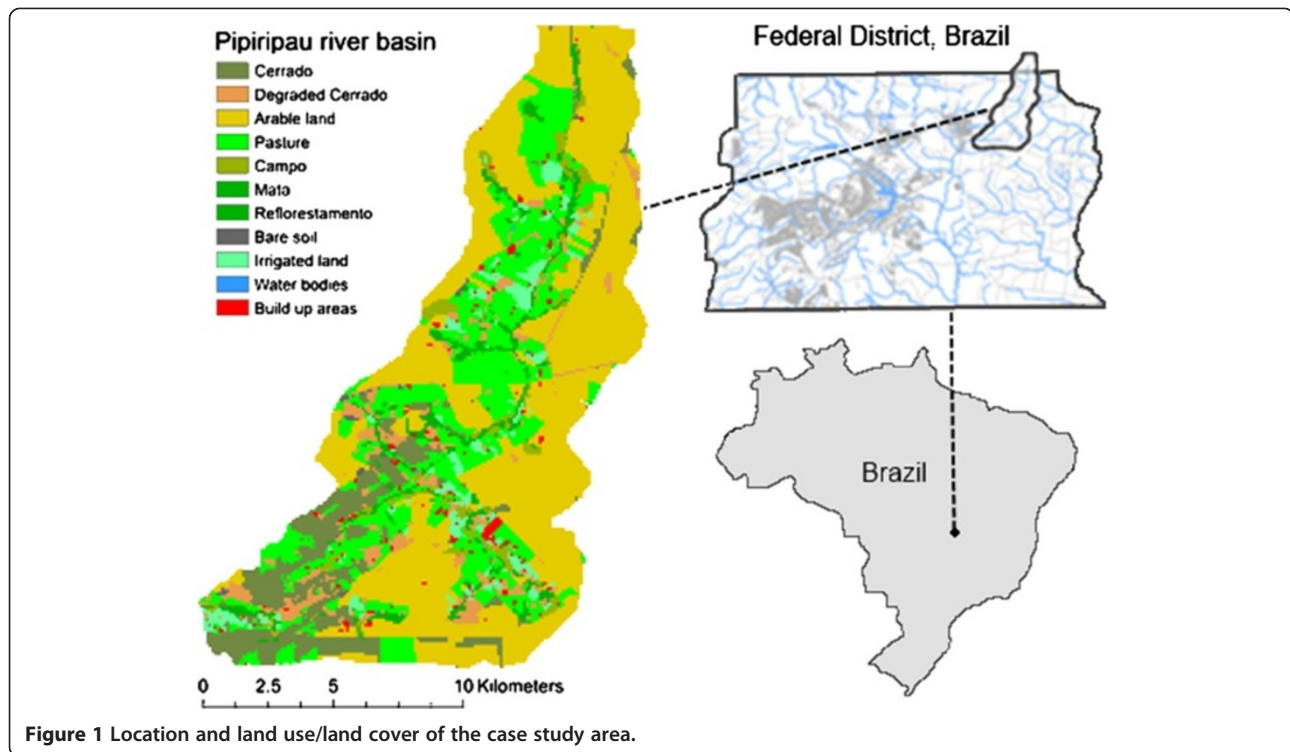 Pipiripau river basin
Cerrado
Degraded Cerrado
Arable land
Pasture
Campo
Mata
Reflorestamento
Bare soil
Irrigated land
Water bodies
Build up areas
Federal District, Brazil
Brazil
0 2.5 5 10 Kilometers
Figure 1 Location and land use/land cover of the case study area.